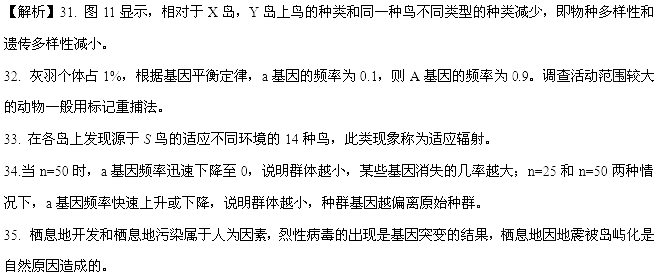 【解析】31. 图 11 显示，相对于 X 岛，Y 岛上鸟的种类和同一种鸟不同类型的种类减少，即物种多样性和
遗传多样性减小。
32. 灰羽个体占 1%，根据基因平衡定律，a 基因的频率为 0.1，则 A 基因的频率为 0.9。调查活动范围较大
的动物一般用标记重捕法。
33. 在各岛上发现源于 S 鸟的适应不同环境的 14 种鸟，此类现象称为适应辐射。
34.当 n=50 时，a 基因频率迅速下降至 0，说明群体越小，某些基因消失的几率越大；n=25 和 n=50 两种情
况下，a 基因频率快速上升或下降，说明群体越小，种群基因越偏离原始种群。
35. 栖息地开发和栖息地污染属于人为因素，烈性病毒的出现是基因突变的结果，栖息地因地震被岛屿化是
自然原因造成的。